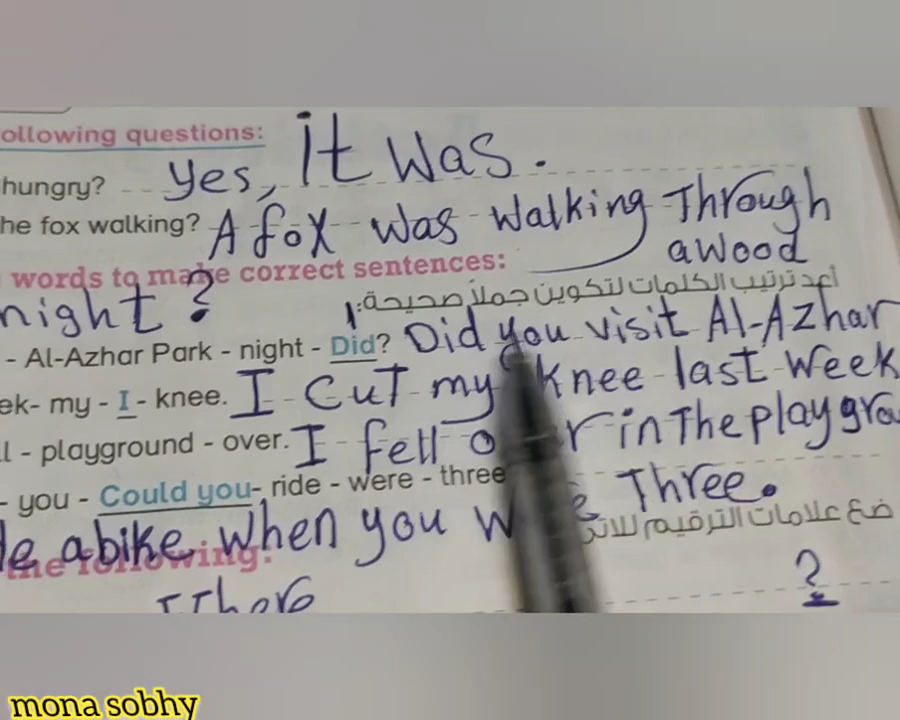 ollowing questions:
hungry? yes, It was.
he fox walking? A fox was walking Through
a wood
words to make correct sentences:
أعد ترتيب الكلمات لتكوين جملاً صحيحة:
night?
- Al-Azhar Park - night - Did? Did you visit Al-Azhar
ek- my - I - knee. I cut my knee last week
l - playground - over. I fell in The playgro
- you - Could you- ride - were - three
Three.
a bike when you
ضع علامات الترقيم
the following:
?
mona sobhy